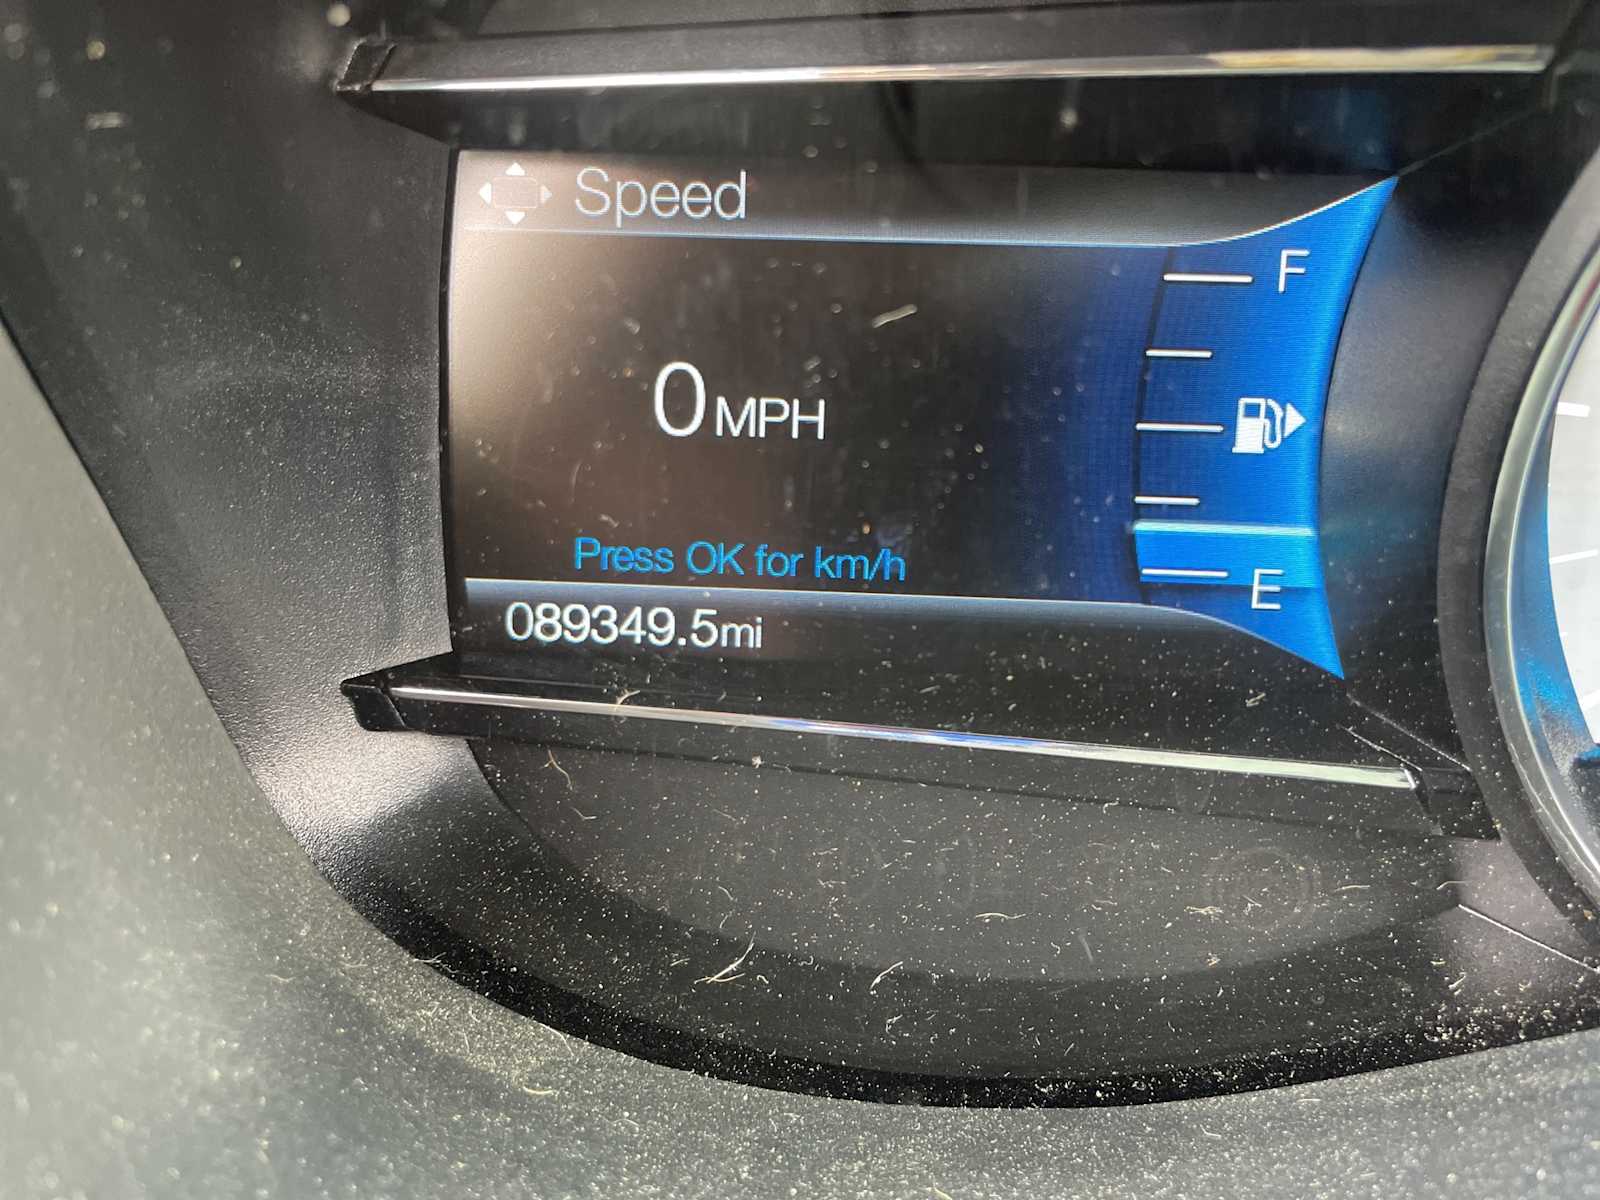 Speed
F
0 MPH
Press OK for km/h
E
089349.5mi